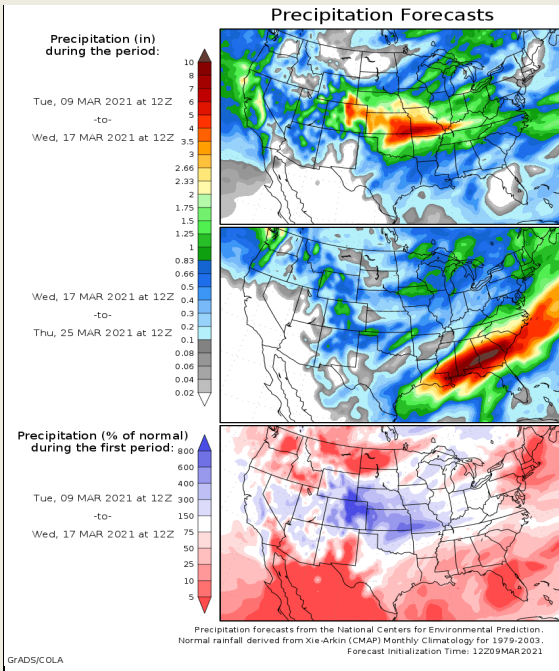 Precipitation Forecasts
Precipitation (in)
during the period:
Tue, 09 MAR 2021 at 12Z
-to-
Wed, 17 MAR 2021 at 12Z
10
8
7
6
5
4
3.5
3
2.66
2.33
2
1.75
1.5
1.25
1
0.83
0.66
0.5
0.4
0.3
0.2
0.1
0.08
0.06
0.04
0.02
Wed, 17 MAR 2021 at 12Z
-to-
Thu, 25 MAR 2021 at 12Z
Precipitation (% of normal)
during the first period:
Tue, 09 MAR 2021 at 12Z
-to-
Wed, 17 MAR 2021 at 12Z
800
600
400
300
150
75
50
25
10
5
Precipitation forecasts from the National Centers for Environmental Prediction.
Normal rainfall derived from Xie-Arkin (CMAP) Monthly Climatology for 1979-2003.
Forecast Initialization Time: 12Z09MAR2021
GrADS/COLA